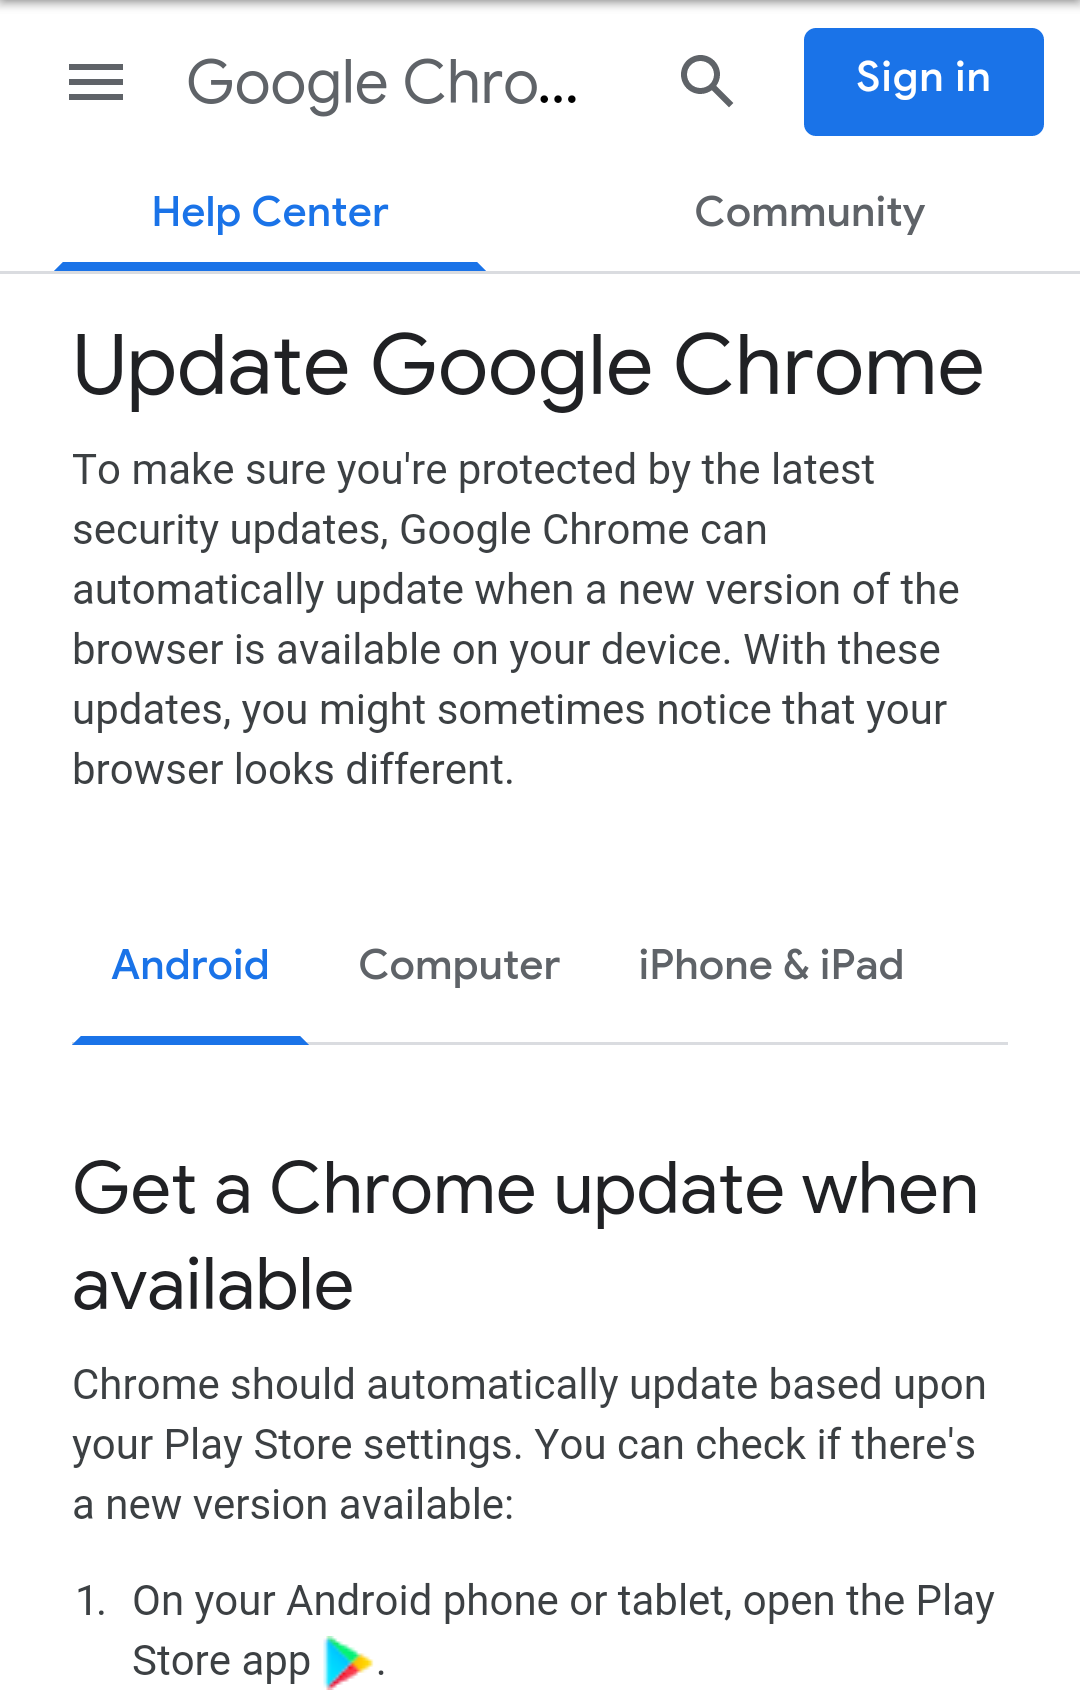 Google Chro...
Sign in
Help Center
Community
Update Google Chrome
To make sure you're protected by the latest
security updates, Google Chrome can
automatically update when a new version of the
browser is available on your device. With these
updates, you might sometimes notice that your
browser looks different.
Android
Computer
iPhone & iPad
Get a Chrome update when
available
Chrome should automatically update based upon
your Play Store settings. You can check if there's
a new version available:
1. On your Android phone or tablet, open the Play
Store app .